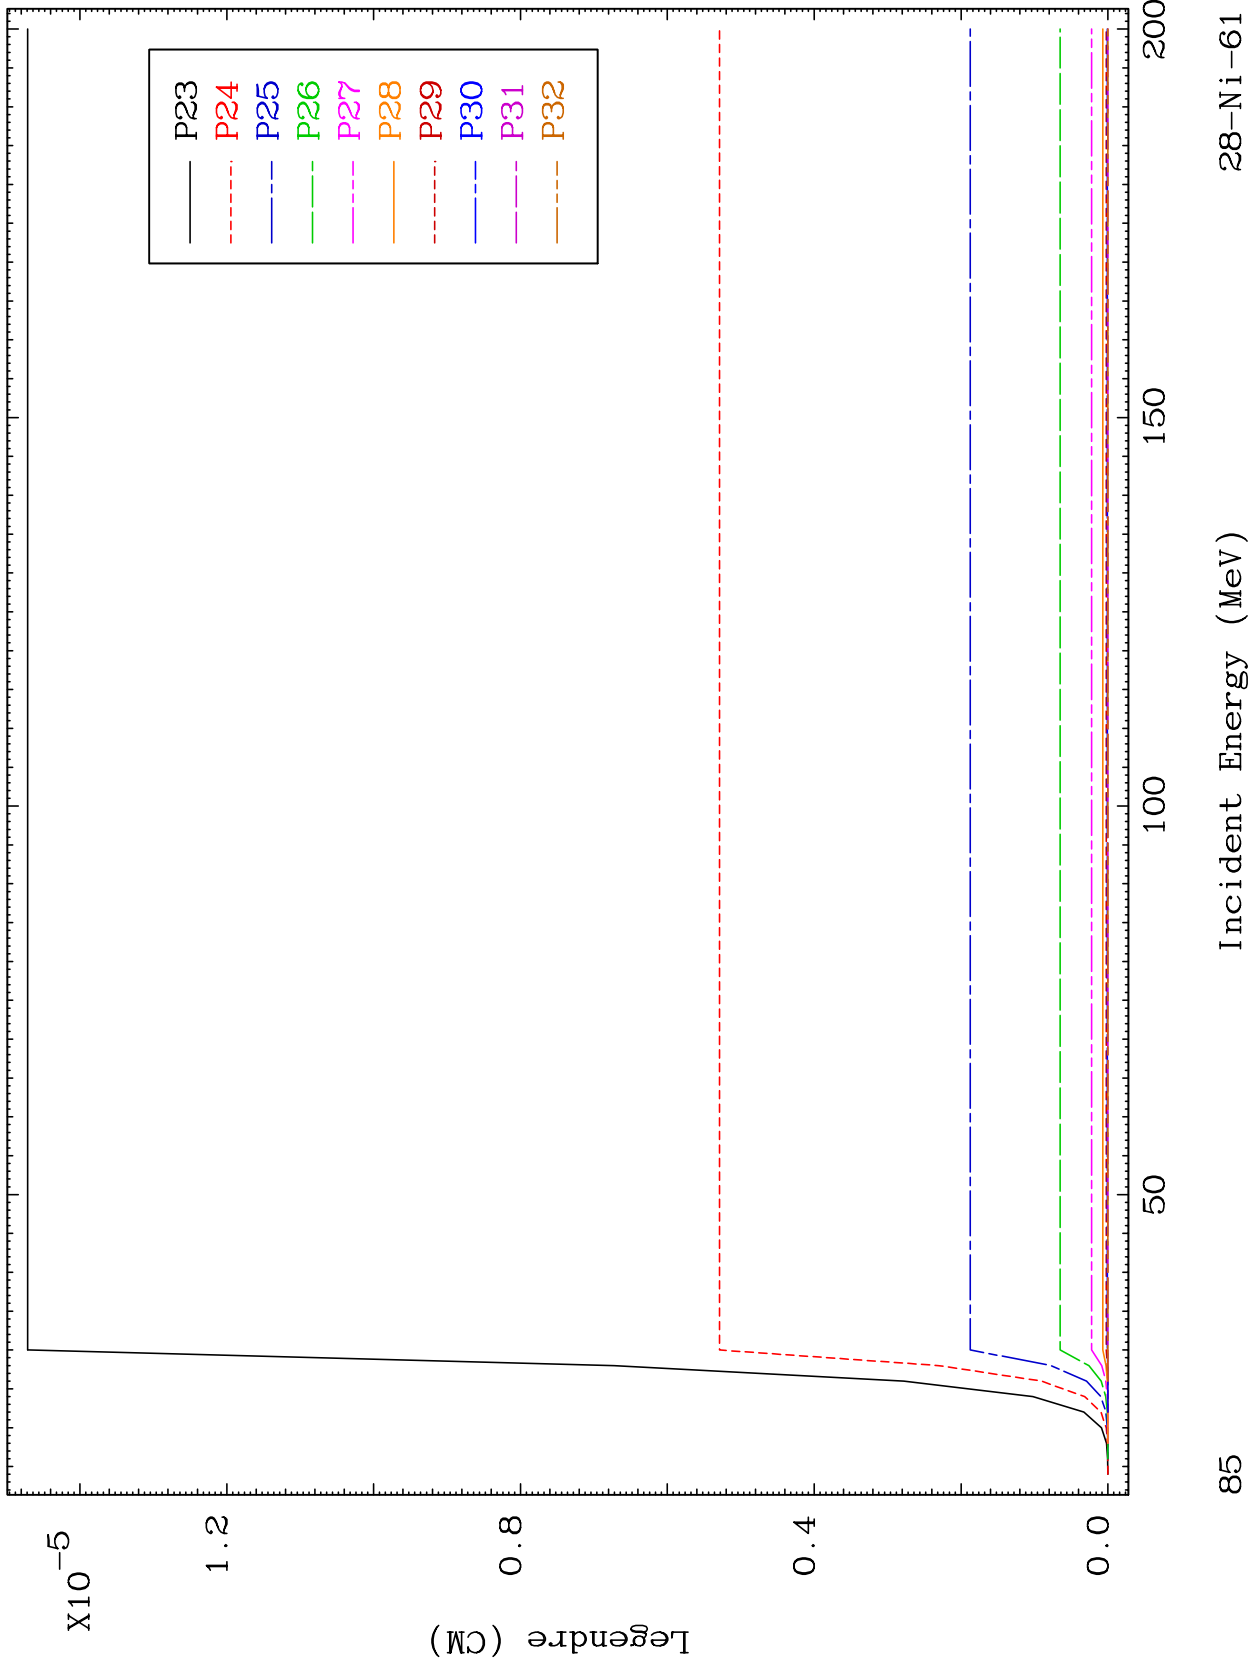 X10-5
1.2
0.8
0.4
0.0
Legendre (CM)
P23
P24
P25
P26
P27
P28
P29
P30
P31
P32
50
100
150
200
Incident Energy (MeV)
85
28-Ni-61